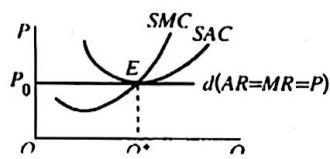 P
SMC
SAC
E
P₀
d(AR=MR=P)